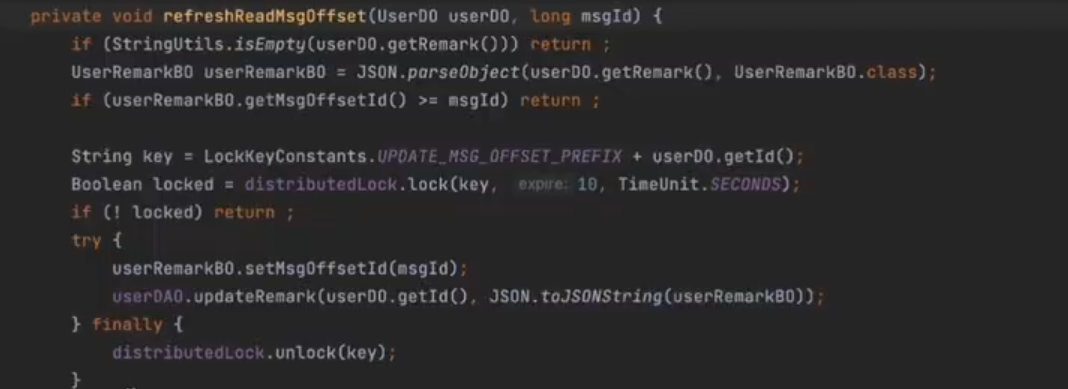 private void refreshReadMsgOffset(UserDO userDO, long msgId) {
if (StringUtils.isEmpty(userDO.getRemark())) return ;
UserRemarkBO userRemarkBO = JSON.parseObject(userDO.getRemark(), UserRemarkBO.class);
if (userRemarkBO.getMsgOffsetId() >= msgId) return ;
String key = LockKeyConstants.UPDATE_MSG_OFFSET_PREFIX + userDO.getId();
Boolean locked = distributedLock.lock(key, expire: 10, TimeUnit.SECONDS);
if (! locked) return ;
try {
userRemarkBO.setMsgOffsetId(msgId);
userDAO.updateRemark(userDO.getId(), JSON.toJSONString(userRemarkBO));
} finally {
distributedLock.unlock(key);
}